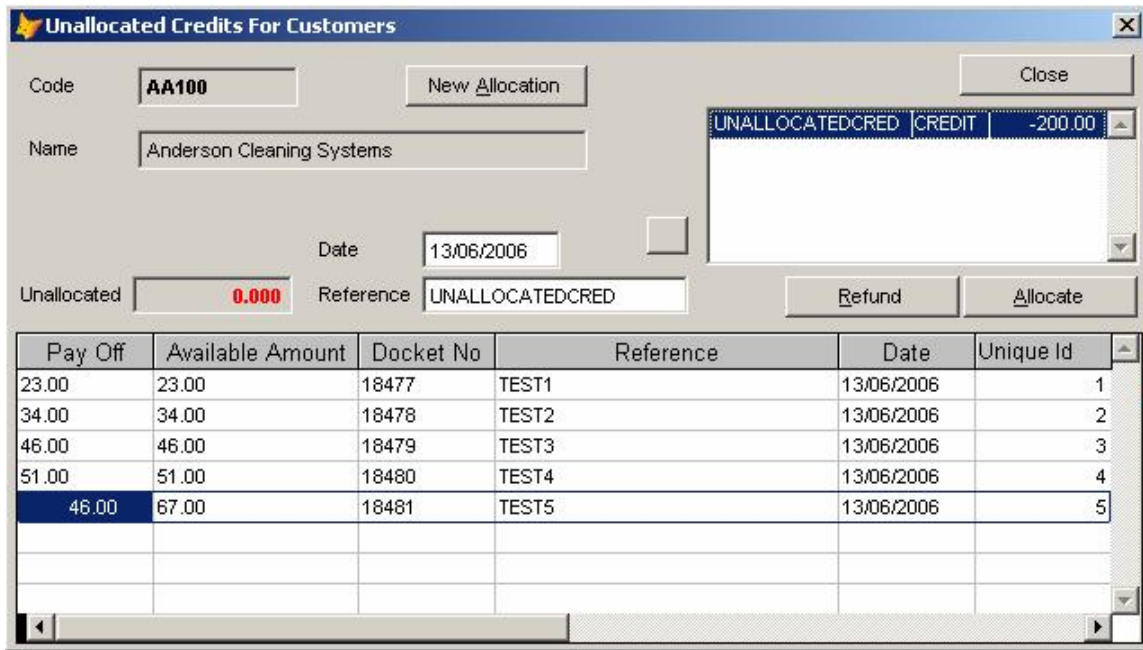 Unallocated Credits For Customers
Code AA100 New Allocation Close
UNALLOCATEDCRED CREDIT -200.00
Name Anderson Cleaning Systems
Date 13/06/2006
Unallocated 0.000 Reference UNALLOCATEDCRED Refund Allocate
Pay Off Available Amount Docket No Reference Date Unique Id
23.00 23.00 18477 TEST1 13/06/2006 1
34.00 34.00 18478 TEST2 13/06/2006 2
46.00 46.00 18479 TEST3 13/06/2006 3
51.00 51.00 18480 TEST4 13/06/2006 4
46.00 67.00 18481 TEST5 13/06/2006 5